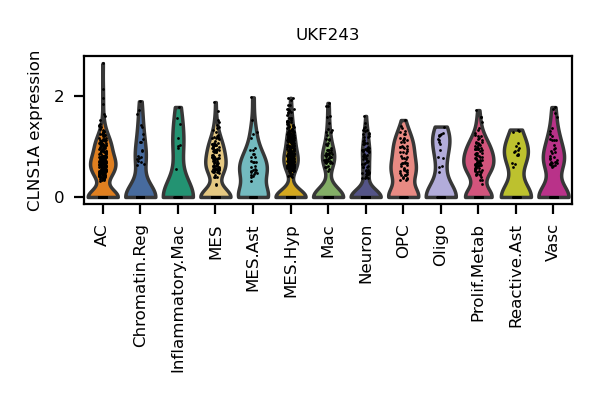 UKF243
CLNS1A expression
2
0
AC
Chromatin.Reg
Inflammatory.Mac
MES
MES.Ast
MES.Hyp
Mac
Neuron
OPC
Oligo
Prolif.Metab
Reactive.Ast
Vasc